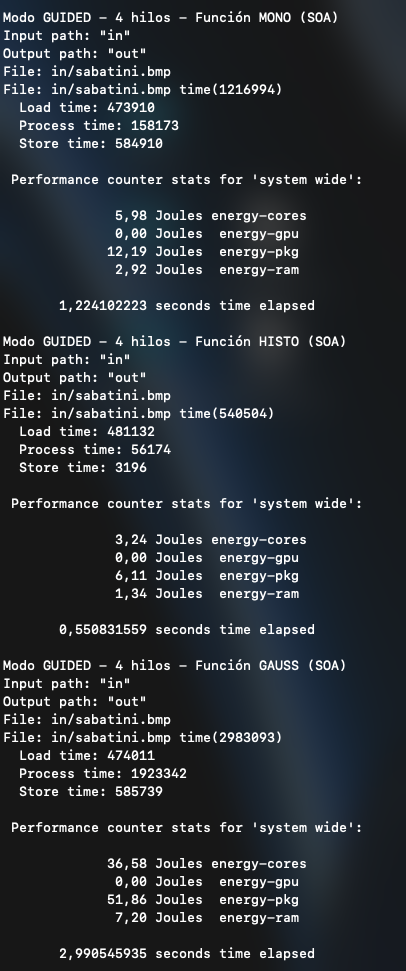 Modo GUIDED – 4 hilos – Función MONO (SOA)
Input path: "in"
Output path: "out"
File: in/sabatini.bmp
File: in/sabatini.bmp time(1216994)
Load time: 473910
Process time: 158173
Store time: 584910
Performance counter stats for 'system wide':
5,98 Joules energy-cores
0,00 Joules energy-gpu
12,19 Joules energy-pkg
2,92 Joules energy-ram
1,224102223 seconds time elapsed
Modo GUIDED – 4 hilos – Función HISTO (SOA)
Input path: "in"
Output path: "out"
File: in/sabatini.bmp
File: in/sabatini.bmp time(540504)
Load time: 481132
Process time: 56174
Store time: 3196
Performance counter stats for 'system wide':
3,24 Joules energy-cores
0,00 Joules energy-gpu
6,11 Joules energy-pkg
1,34 Joules energy-ram
0,550831559 seconds time elapsed
Modo GUIDED – 4 hilos – Función GAUSS (SOA)
Input path: "in"
Output path: "out"
File: in/sabatini.bmp
File: in/sabatini.bmp time(2983093)
Load time: 474011
Process time: 1923342
Store time: 585739
Performance counter stats for 'system wide':
36,58 Joules energy-cores
0,00 Joules energy-gpu
51,86 Joules energy-pkg
7,20 Joules energy-ram
2,990545935 seconds time elapsed